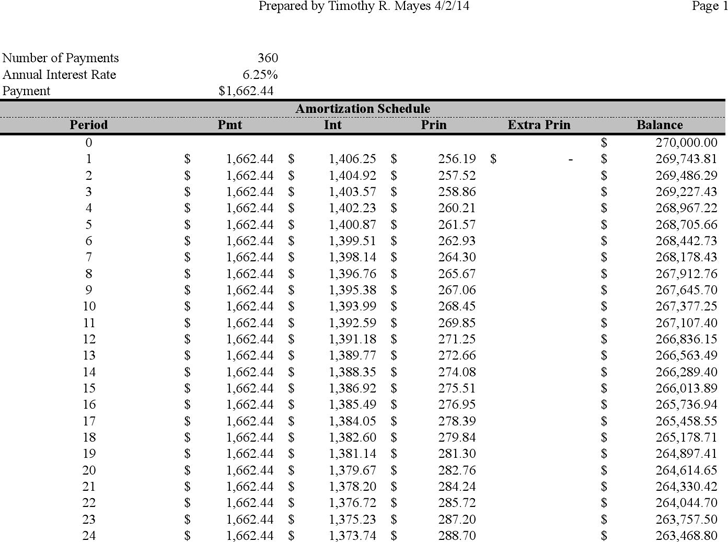 Prepared by Timothy R. Mayes 4/2/14 Page 1
Number of Payments 360
Annual Interest Rate 6.25%
Payment $1,662.44
Amortization Schedule
Period Pmt Int Prin Extra Prin Balance
0 $ 270,000.00
1 $ 1,662.44 $ 1,406.25 $ 256.19 $ - $ 269,743.81
2 $ 1,662.44 $ 1,404.92 $ 257.52 $ 269,486.29
3 $ 1,662.44 $ 1,403.57 $ 258.86 $ 269,227.43
4 $ 1,662.44 $ 1,402.23 $ 260.21 $ 268,967.22
5 $ 1,662.44 $ 1,400.87 $ 261.57 $ 268,705.66
6 $ 1,662.44 $ 1,399.51 $ 262.93 $ 268,442.73
7 $ 1,662.44 $ 1,398.14 $ 264.30 $ 268,178.43
8 $ 1,662.44 $ 1,396.76 $ 265.67 $ 267,912.76
9 $ 1,662.44 $ 1,395.38 $ 267.06 $ 267,645.70
10 $ 1,662.44 $ 1,393.99 $ 268.45 $ 267,377.25
11 $ 1,662.44 $ 1,392.59 $ 269.85 $ 267,107.40
12 $ 1,662.44 $ 1,391.18 $ 271.25 $ 266,836.15
13 $ 1,662.44 $ 1,389.77 $ 272.66 $ 266,563.49
14 $ 1,662.44 $ 1,388.35 $ 274.08 $ 266,289.40
15 $ 1,662.44 $ 1,386.92 $ 275.51 $ 266,013.89
16 $ 1,662.44 $ 1,385.49 $ 276.95 $ 265,736.94
17 $ 1,662.44 $ 1,384.05 $ 278.39 $ 265,458.55
18 $ 1,662.44 $ 1,382.60 $ 279.84 $ 265,178.71
19 $ 1,662.44 $ 1,381.14 $ 281.30 $ 264,897.41
20 $ 1,662.44 $ 1,379.67 $ 282.76 $ 264,614.65
21 $ 1,662.44 $ 1,378.20 $ 284.24 $ 264,330.42
22 $ 1,662.44 $ 1,376.72 $ 285.72 $ 264,044.70
23 $ 1,662.44 $ 1,375.23 $ 287.20 $ 263,757.50
24 $ 1,662.44 $ 1,373.74 $ 288.70 $ 263,468.80